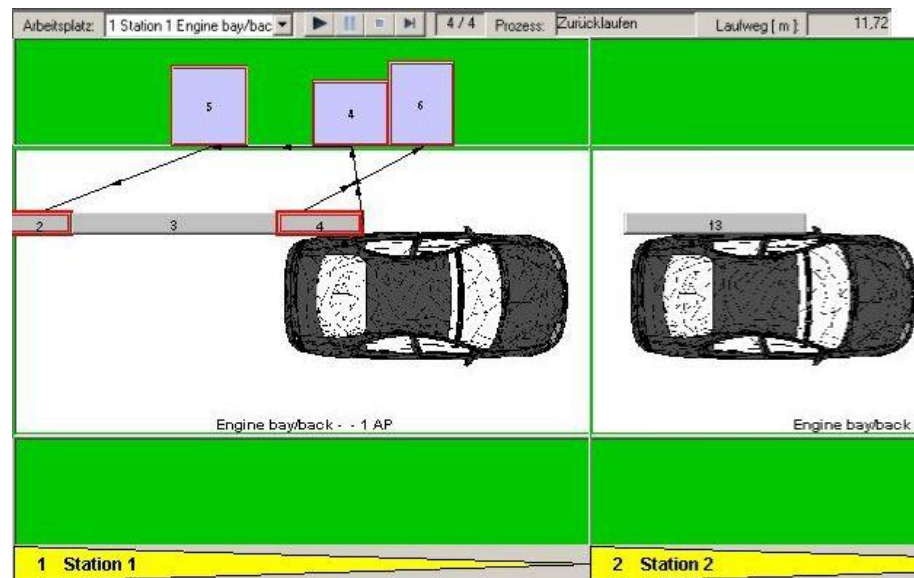 Arbeitsplatz: 1 Station 1 Engine bay/bac 4 / 4 Prozess: Zurücklaufen Laufweg [ m ]: 11,72
5 4 6
2 3 4 13
Engine bay/back - - 1 AP Engine bay/back
1 Station 1 2 Station 2